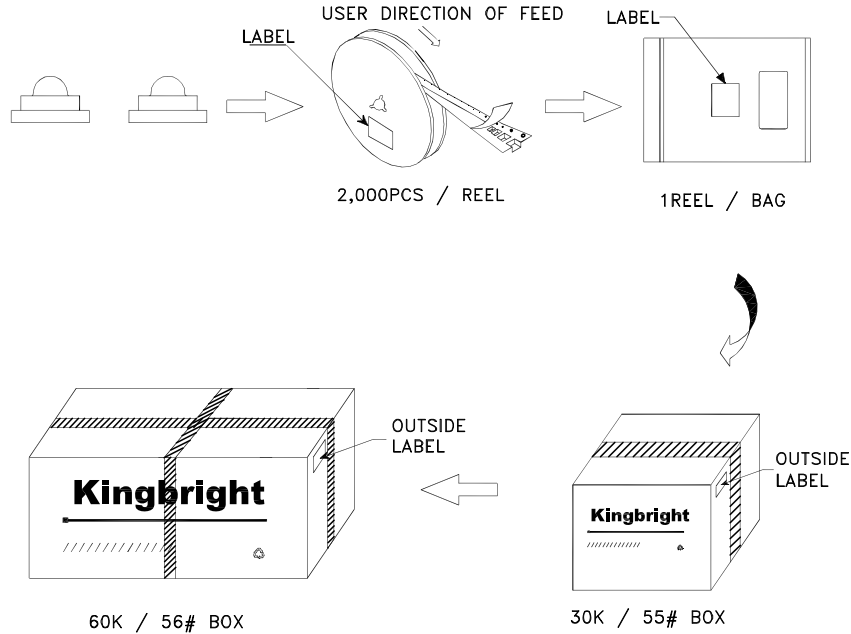 USER DIRECTION OF FEED
LABEL
LABEL
2,000PCS / REEL
1REEL / BAG
OUTSIDE
LABEL
Kingbright
60K / 56# BOX
OUTSIDE
LABEL
Kingbright
30K / 55# BOX